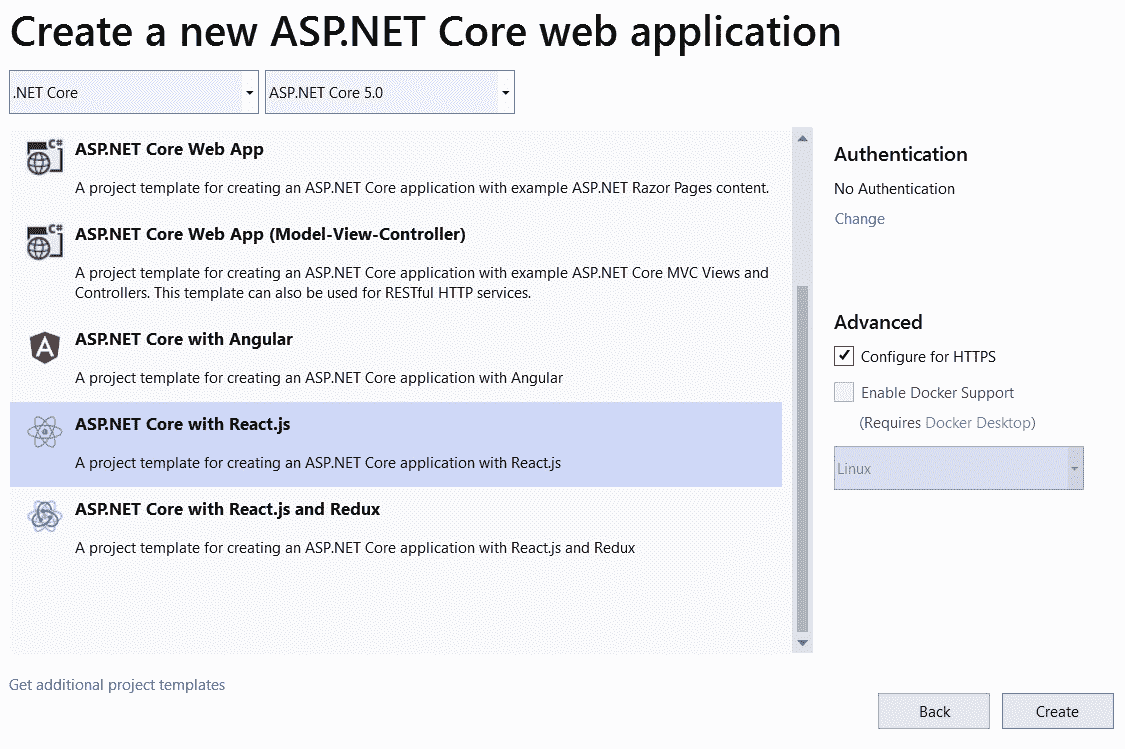 Create a new ASP.NET Core web application
.NET Core
ASP.NET Core 5.0
C#
ASP.NET Core Web App
A project template for creating an ASP.NET Core application with example ASP.NET Razor Pages content.
C#
ASP.NET Core Web App (Model-View-Controller)
A project template for creating an ASP.NET Core application with example ASP.NET Core MVC Views and
Controllers. This template can also be used for RESTful HTTP services.
A
ASP.NET Core with Angular
A project template for creating an ASP.NET Core application with Angular
ASP.NET Core with React.js
A project template for creating an ASP.NET Core application with React.js
ASP.NET Core with React.js and Redux
A project template for creating an ASP.NET Core application with React.js and Redux
Get additional project templates
Authentication
No Authentication
Change
Advanced
Configure for HTTPS
Enable Docker Support
(Requires Docker Desktop)
Linux
Back
Create